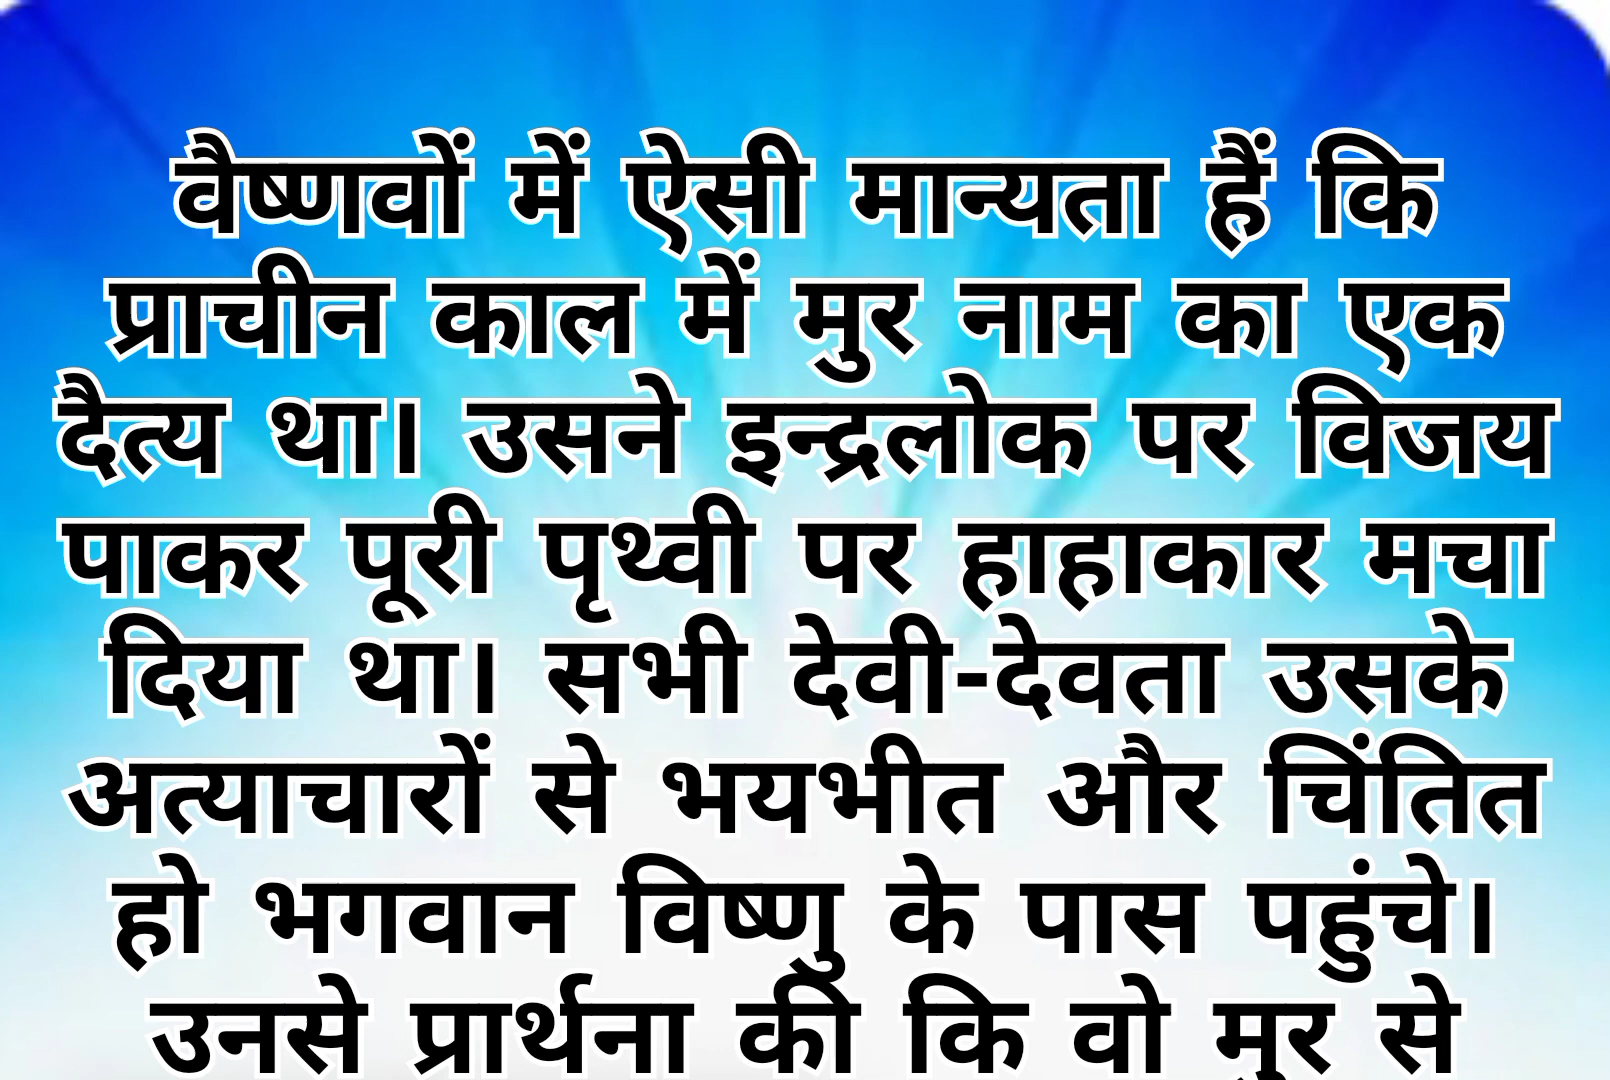 वैष्णवों में ऐसी मान्यता हैं कि
प्राचीन काल में मुर नाम का एक
दैत्य था। उसने इन्द्रलोक पर विजय
पाकर पूरी पृथ्वी पर हाहाकार मचा
दिया था। सभी देवी-देवता उसके
अत्याचारों से भयभीत और चिंतित
हो भगवान विष्णु के पास पहुंचे।
उनसे प्रार्थना की कि वो मुर से